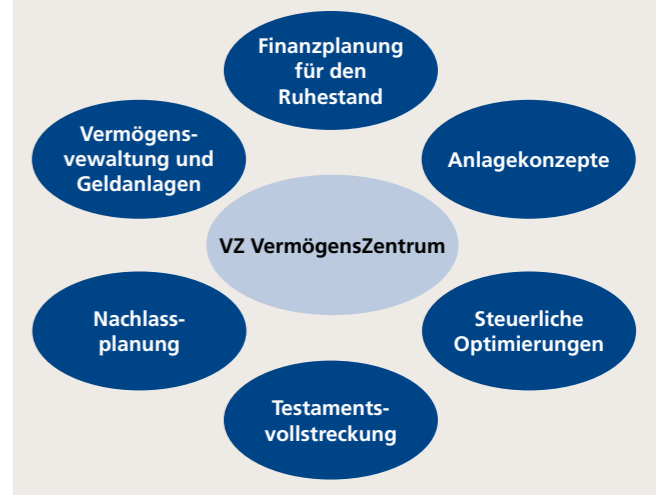 Finanzplanung
für den
Ruhestand
Vermögens-
vewaltung und
Geldanlagen
Anlagekonzepte
VZ VermögensZentrum
Nachlass-
planung
Steuerliche
Optimierungen
Testaments-
vollstreckung